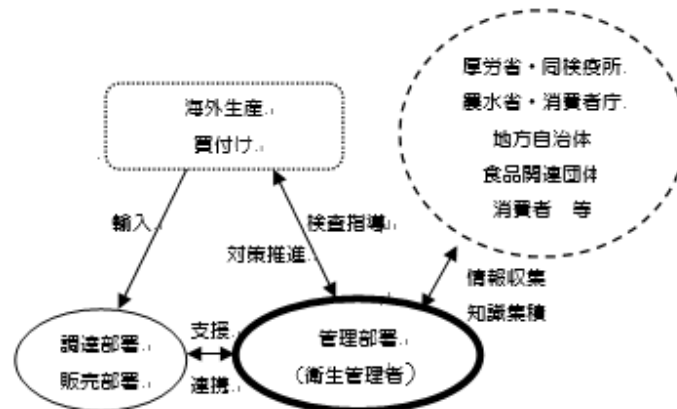 厚労省・同検疫所
農水省・消費者庁
地方自治体
食品関連団体
消費者　等
海外生産
買付け
輸入
検査指導
対策推進
情報収集
知識集積
調達部署
販売部署
支援
連携
管理部署
（衛生管理者）